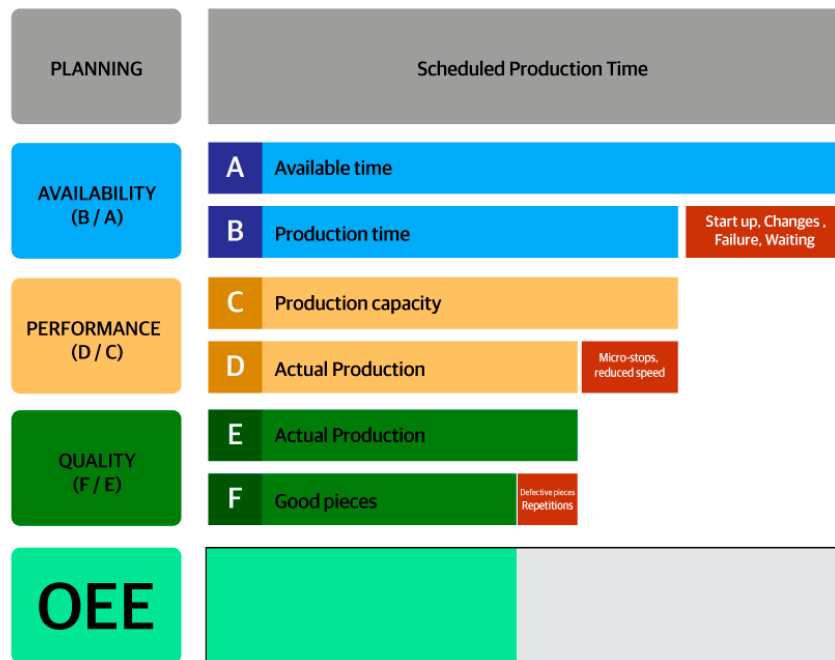 PLANNING
Scheduled Production Time
AVAILABILITY
(B / A)
A
Available time
B
Production time
Start up, Changes ,
Failure, Waiting
PERFORMANCE
(D / C)
C
Production capacity
D
Actual Production
Micro-stops,
reduced speed
QUALITY
(F / E)
E
Actual Production
F
Good pieces
Defective pieces
Repetitions
OEE